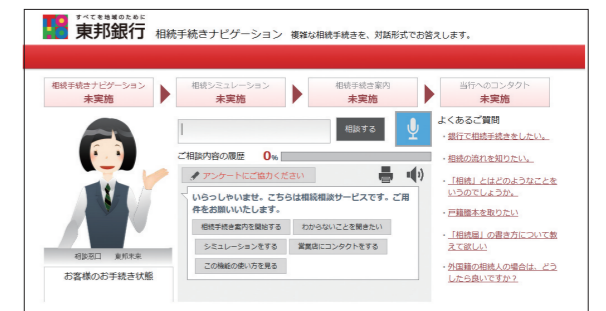 すべてを地域のために
東邦銀行 相続手続きナビゲーション 複雑な相続手続きを、対話形式でお答えします。
相続手続きナビゲーション
未実施
相続シミュレーション
未実施
相続手続き案内
未実施
当行へのコンタクト
未実施
相談する
ご相談内容の履歴 0%
アンケートにご協力ください
いらっしゃいませ。こちらは相続相談サービスです。ご用
件をお願いいたします。
相続手続き案内を開始する わからないことを聞きたい
シミュレーションをする 営業店にコンタクトをする
この機能の使い方を見る
相談窓口 東邦未来
お客様のお手続き状態
よくあるご質問
・銀行で相続手続きをしたい。
・相続の流れを知りたい。
・「相続」とはどのようなことを
いうのでしょうか。
・戸籍謄本を取りたい
・「相続届」の書き方について教
えて欲しい
・外国籍の相続人の場合は、どう
したら良いですか？